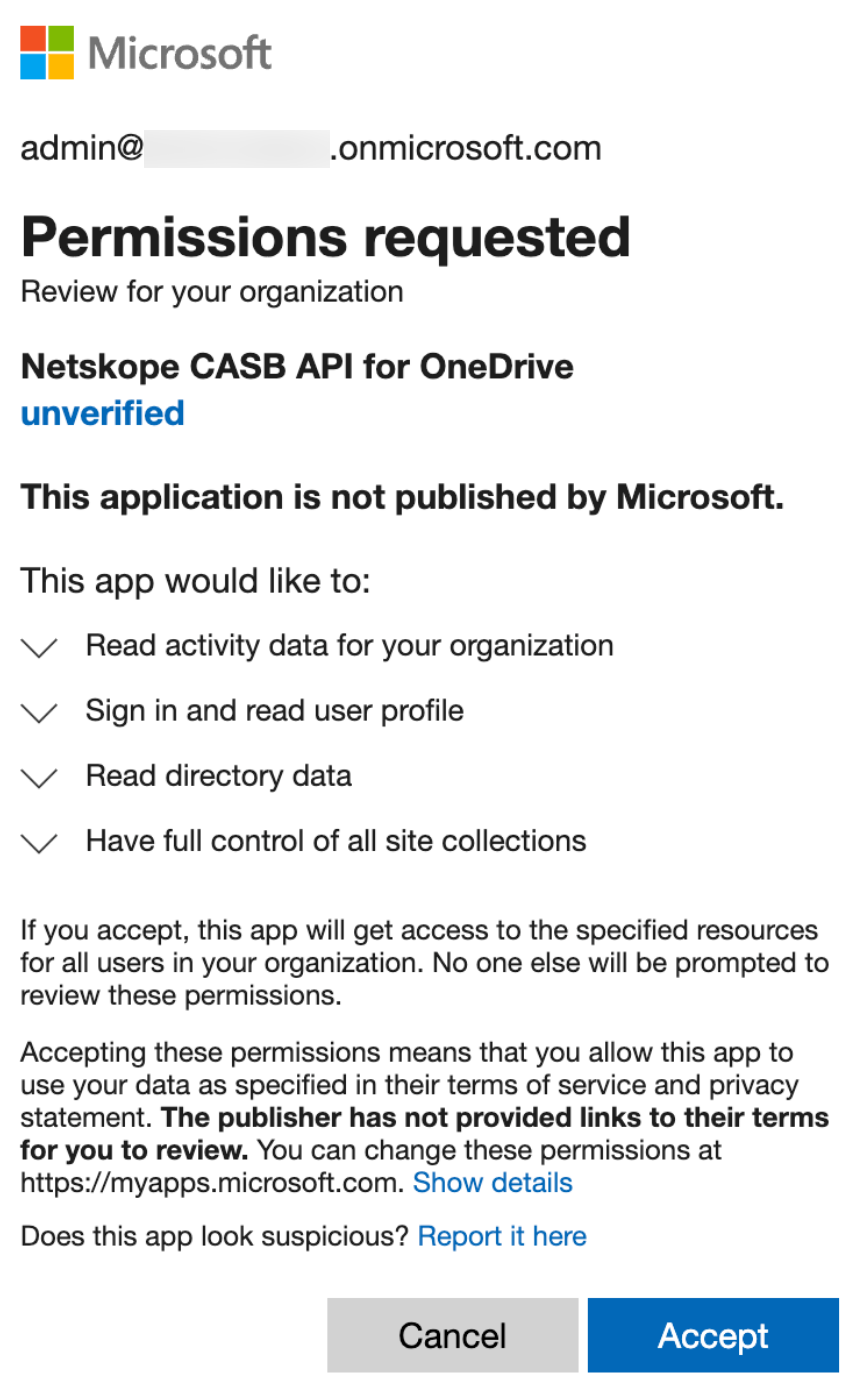 Microsoft
admin@ .onmicrosoft.com
Permissions requested
Review for your organization
Netskope CASB API for OneDrive
unverified
This application is not published by Microsoft.
This app would like to:
Read activity data for your organization
Sign in and read user profile
Read directory data
Have full control of all site collections
If you accept, this app will get access to the specified resources
for all users in your organization. No one else will be prompted to
review these permissions.
Accepting these permissions means that you allow this app to
use your data as specified in their terms of service and privacy
statement. The publisher has not provided links to their terms
for you to review. You can change these permissions at
https://myapps.microsoft.com. Show details
Does this app look suspicious? Report it here
Cancel Accept